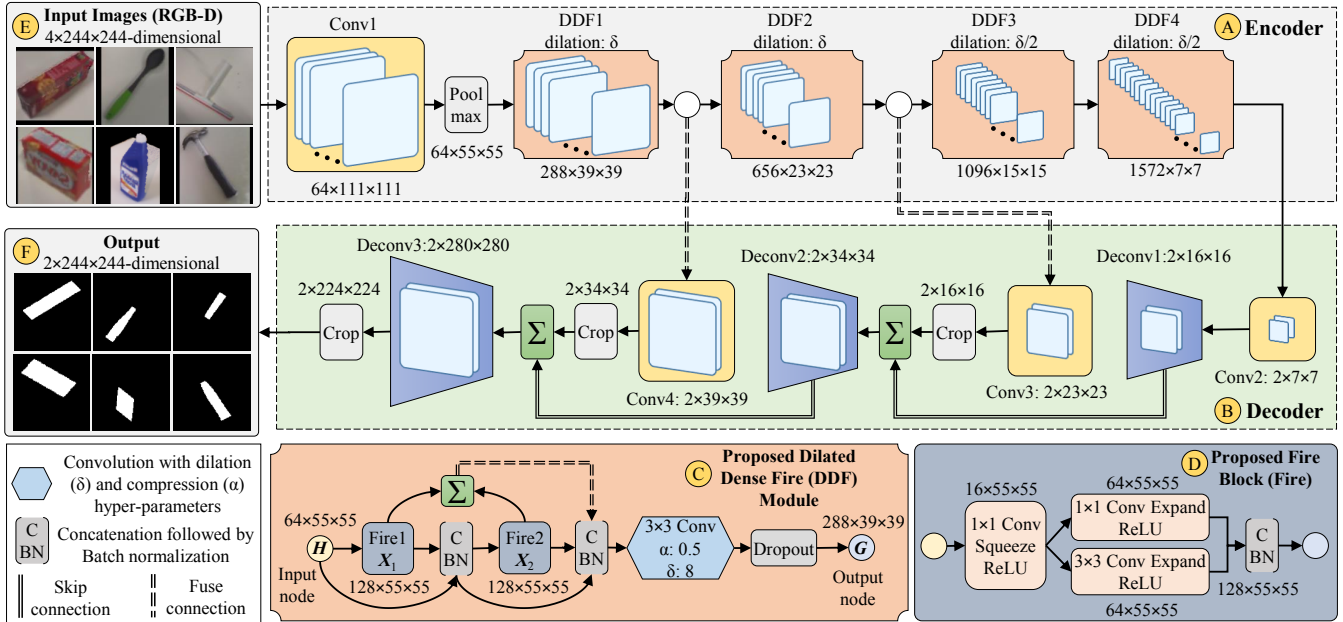 E
Input Images (RGB-D)
4×244×244-dimensional
A Encoder
Conv1
64×111×111
Pool
max
64×55×55
DDF1
dilation: δ
288×39×39
DDF2
dilation: δ
656×23×23
DDF3
dilation: δ/2
1096×15×15
DDF4
dilation: δ/2
1572×7×7
F
Output
2×244×244-dimensional
2×224×224
Crop
Deconv3:2×280×280
Σ
2×34×34
Crop
Conv4: 2×39×39
Deconv2:2×34×34
Σ
2×16×16
Crop
Conv3: 2×23×23
Deconv1:2×16×16
Conv2: 2×7×7
B Decoder
Convolution with dilation
(δ) and compression (α)
hyper-parameters
C
BN
Concatenation followed by
Batch normalization
Skip
connection
Fuse
connection
C
Proposed Dilated
Dense Fire (DDF)
Module
64×55×55
H
Input
node
Fire1
X1
128×55×55
C
BN
Σ
Fire2
X2
128×55×55
C
BN
3×3 Conv
α: 0.5
δ: 8
Dropout
288×39×39
G
Output
node
D
Proposed Fire
Block (Fire)
16×55×55
1×1 Conv
Squeeze
ReLU
64×55×55
1×1 Conv Expand
ReLU
3×3 Conv Expand
ReLU
64×55×55
C
BN
128×55×55